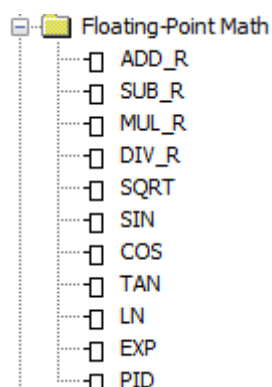 Floating-Point Math
ADD_R
SUB_R
MUL_R
DIV_R
SQRT
SIN
COS
TAN
LN
EXP
PID